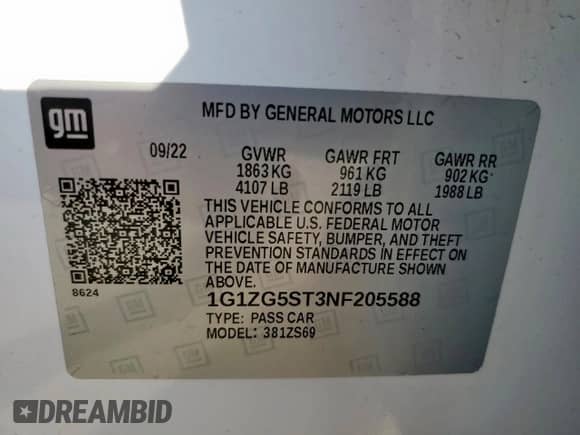 gm
MFD BY GENERAL MOTORS LLC
09/22 GVWR GAWR FRT GAWR RR
1863 KG 961 KG 902 KG
4107 LB 2119 LB 1988 LB
THIS VEHICLE CONFORMS TO ALL
APPLICABLE U.S. FEDERAL MOTOR
VEHICLE SAFETY, BUMPER, AND THEFT
PREVENTION STANDARDS IN EFFECT ON
THE DATE OF MANUFACTURE SHOWN
ABOVE.
8624
1G1ZG5ST3NF205588
TYPE: PASS CAR
MODEL: 381ZS69
DREAMBID